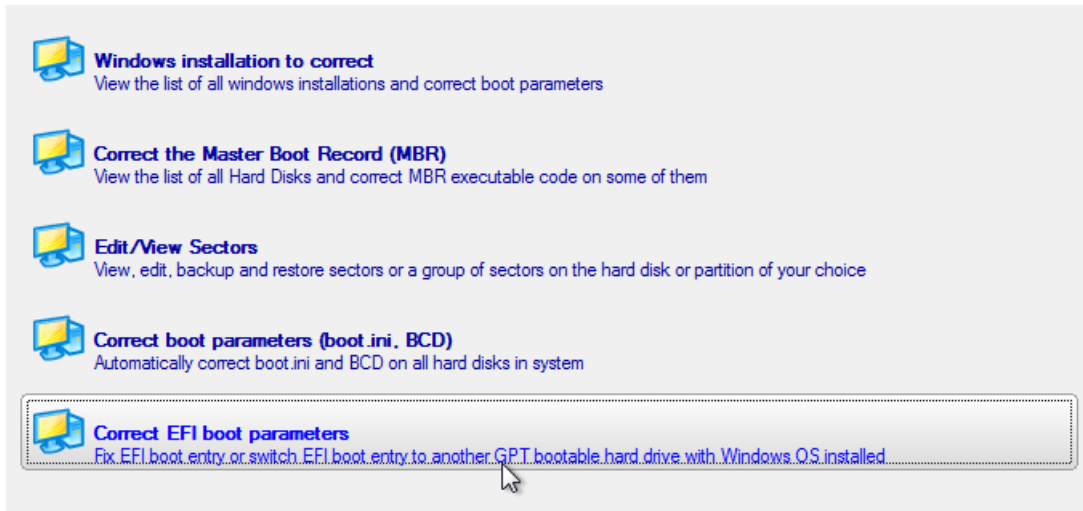 Windows installation to correct
View the list of all windows installations and correct boot parameters
Correct the Master Boot Record (MBR)
View the list of all Hard Disks and correct MBR executable code on some of them
Edit/View Sectors
View, edit, backup and restore sectors or a group of sectors on the hard disk or partition of your choice
Correct boot parameters (boot.ini, BCD)
Automatically correct boot.ini and BCD on all hard disks in system
Correct EFI boot parameters
Fix EFI boot entry or switch EFI boot entry to another GPT bootable hard drive with Windows OS installed